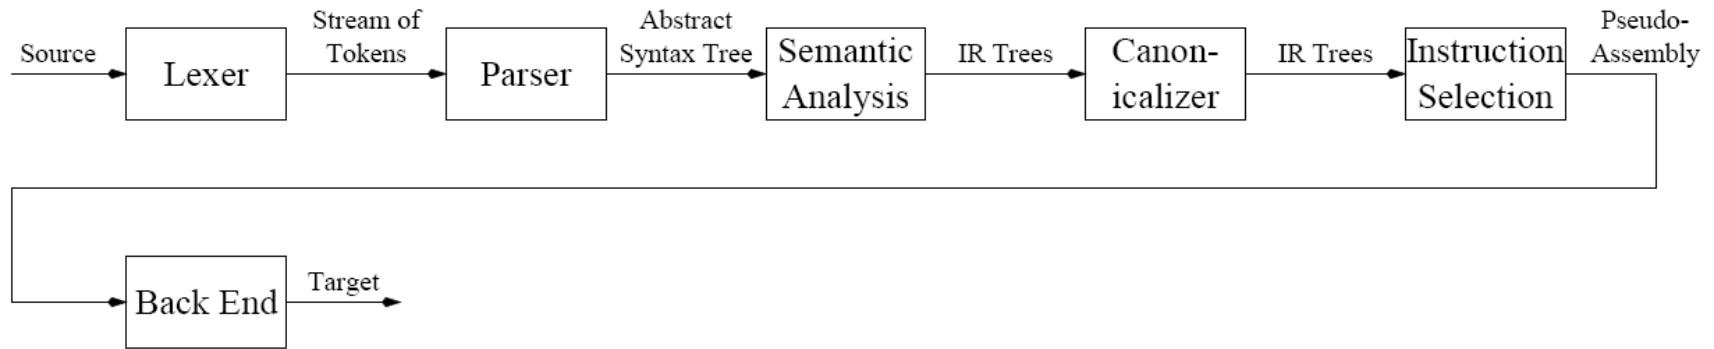 Source
Lexer
Stream of
Tokens
Parser
Abstract
Syntax Tree
Semantic
Analysis
IR Trees
Canon-
icalizer
IR Trees
Instruction
Selection
Pseudo-
Assembly
Back End
Target